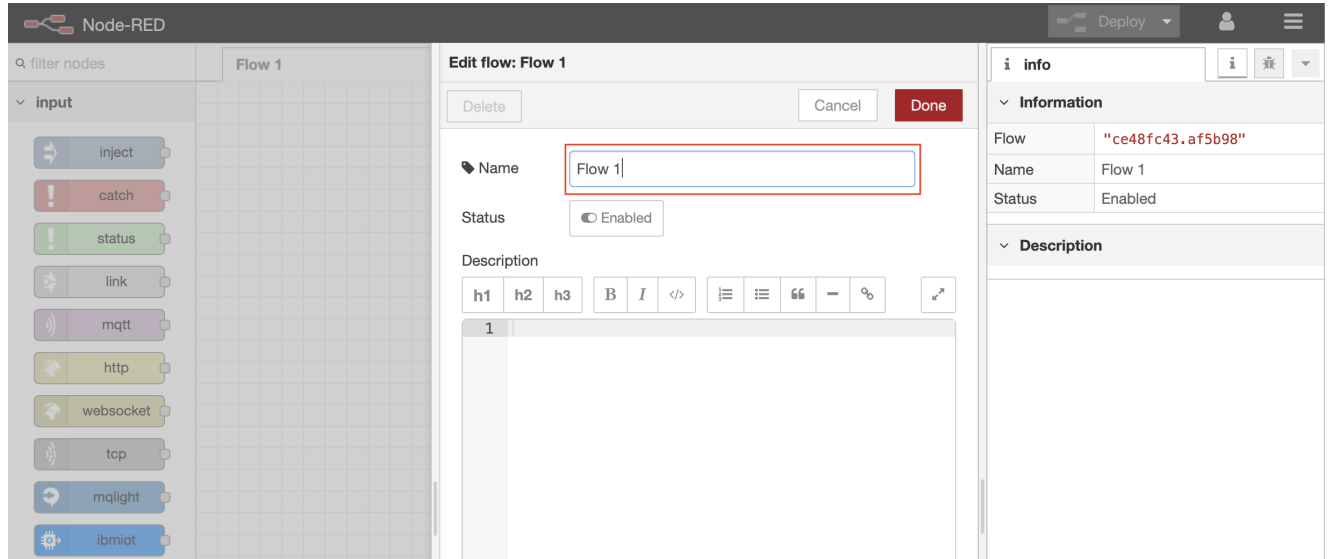 Node-RED
Deploy
filter nodes
Flow 1
Edit flow: Flow 1
i info
i
input
Delete
Cancel
Done
Information
Flow
"ce48fc43.af5b98"
inject
Name
Flow 1
Name
Flow 1
catch
Status
Enabled
Status
Enabled
status
Description
Description
link
h1 h2 h3 B I </>
mqtt
1
http
websocket
tcp
mqlight
ibmiot